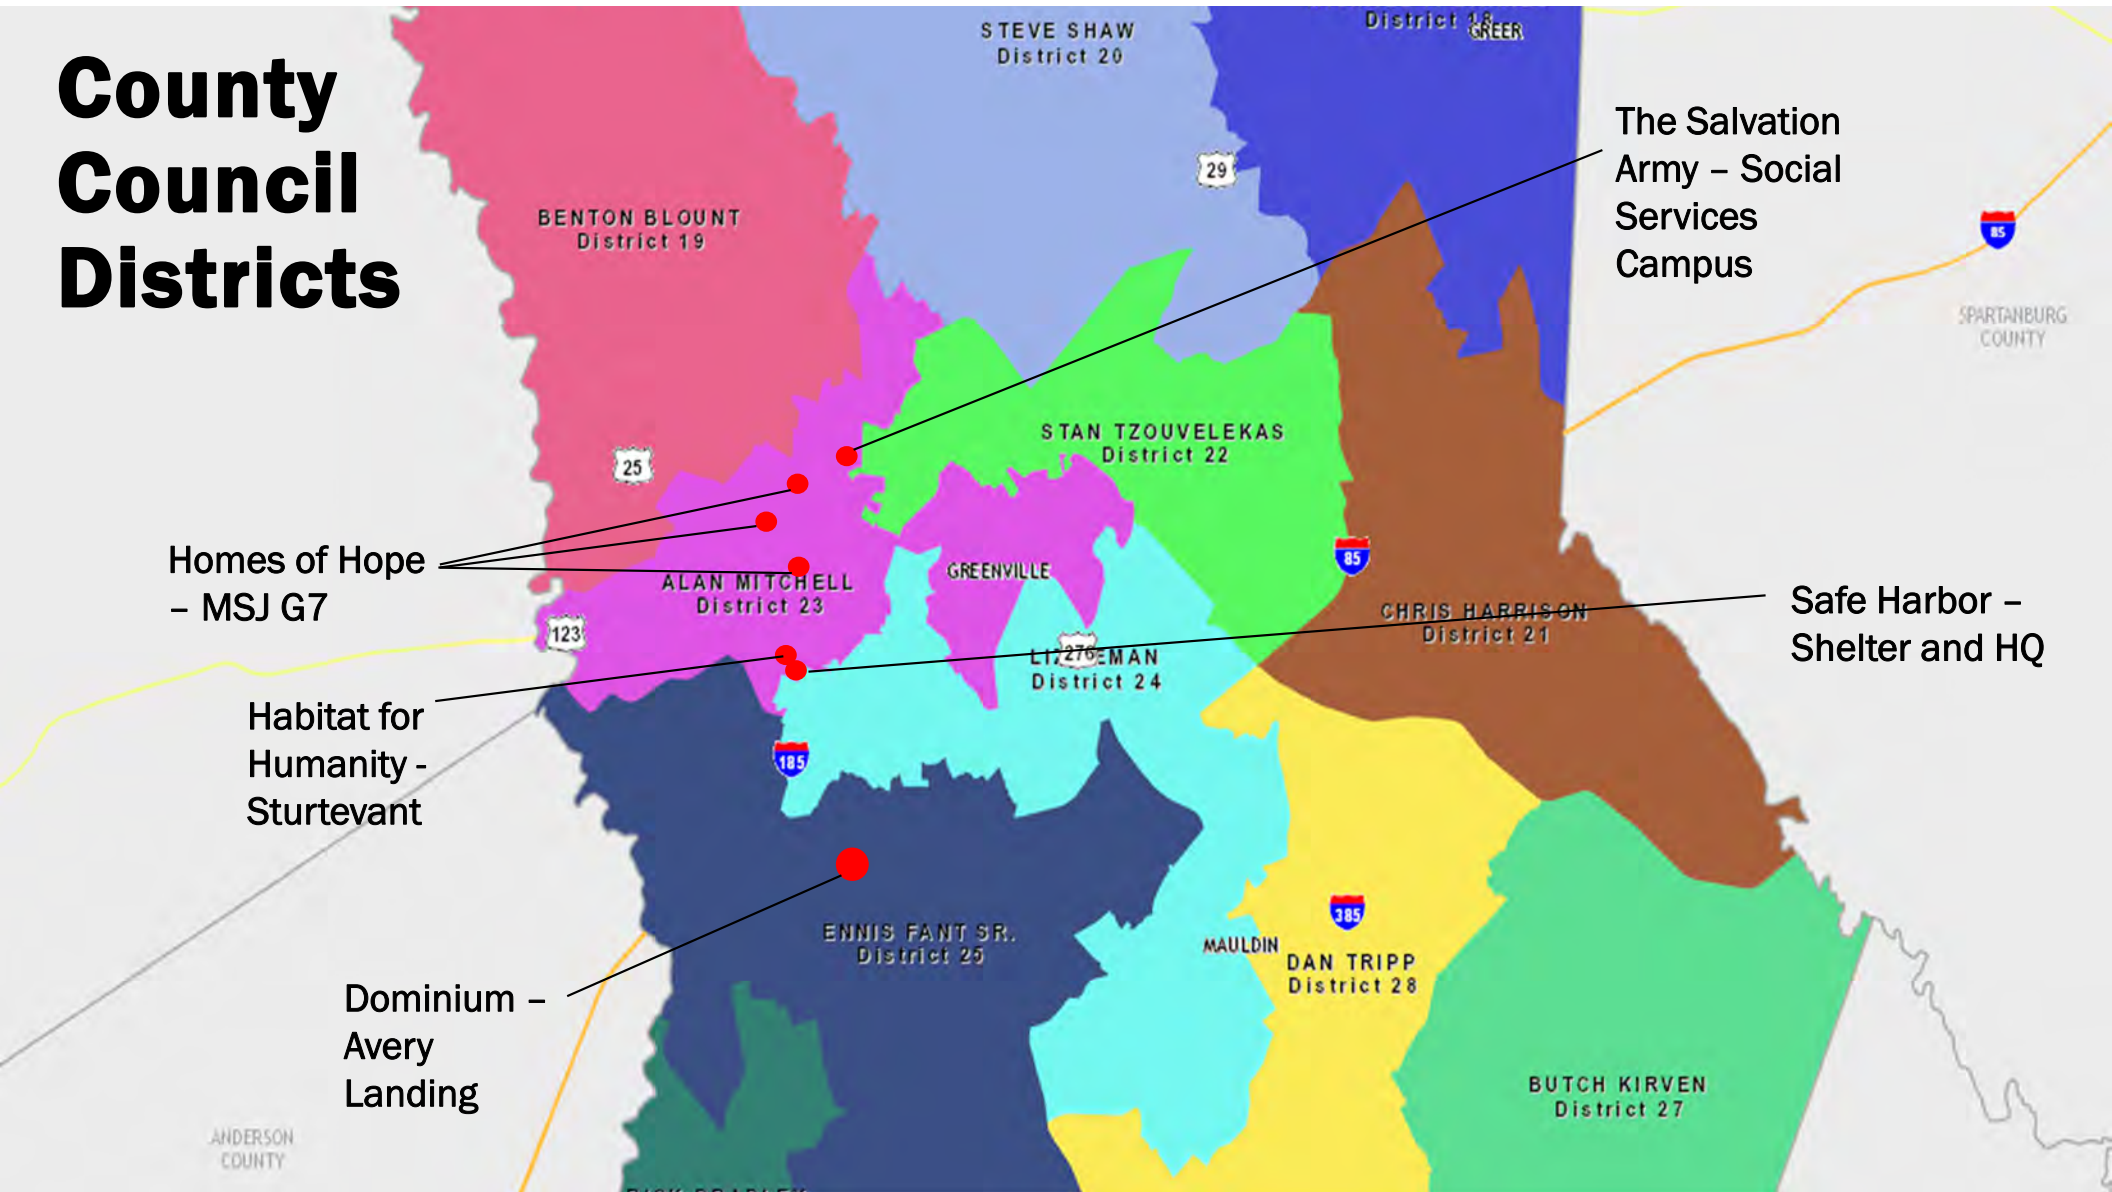 County
Council
Districts
STEVE SHAW
District 20
District 18
GREER
The Salvation
Army – Social
Services
Campus
29
85
BENTON BLOUNT
District 19
SPARTANBURG
COUNTY
STAN TZOUVELEKAS
District 22
25
85
Homes of Hope
– MSJ G7
ALAN MITCHELL
District 23
GREENVILLE
CHRIS HARRISON
District 21
Safe Harbor –
Shelter and HQ
123
276
District 24
Habitat for
Humanity -
Sturtevant
185
385
ENNIS FANT SR.
District 25
MAULDIN
DAN TRIPP
District 28
Dominium –
Avery
Landing
BUTCH KIRVEN
District 27
ANDERSON
COUNTY